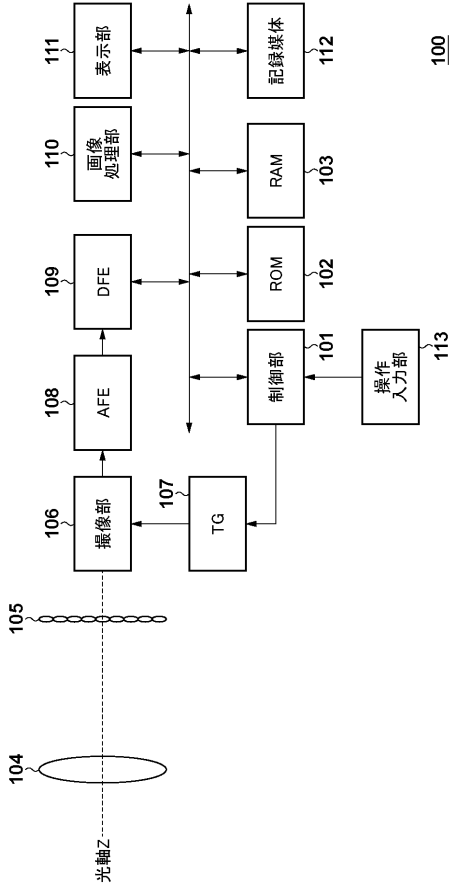 104
105
106
108
109
110
111
光軸Z
撮像部
AFE
DFE
画像
処理部
表示部
107
TG
制御部
ROM
RAM
記録媒体
101
102
103
112
操作
入力部
113
100